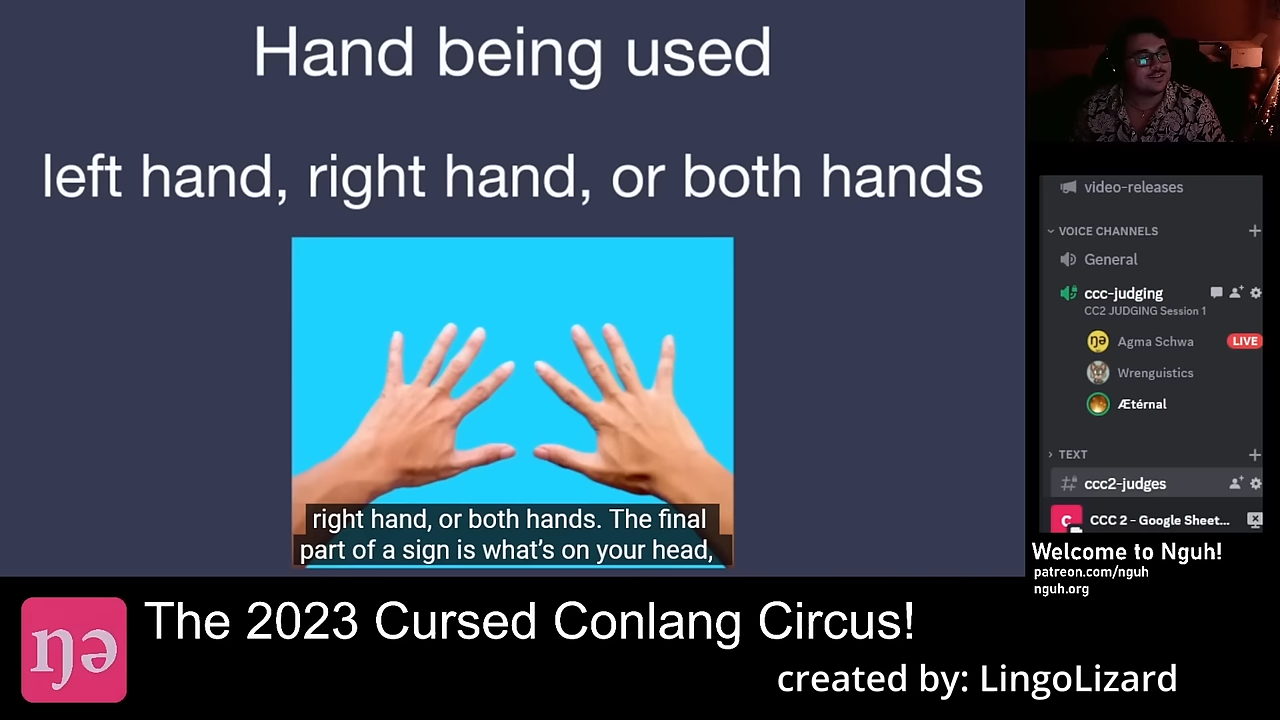 Hand being used
left hand, right hand, or both hands
right hand, or both hands. The final
part of a sign is what's on your head,
video-releases
VOICE CHANNELS
General
ccc-judging
CC2 JUDGING Session 1
ŋə
Agma Schwa
LIVE
Wrenguistics
Ætérnal
TEXT
ccc2-judges
C
CCC 2 - Google Sheet...
Welcome to Nguh!
patreon.com/nguh
nguh.org
ŋə
The 2023 Cursed Conlang Circus!
created by: LingoLizard